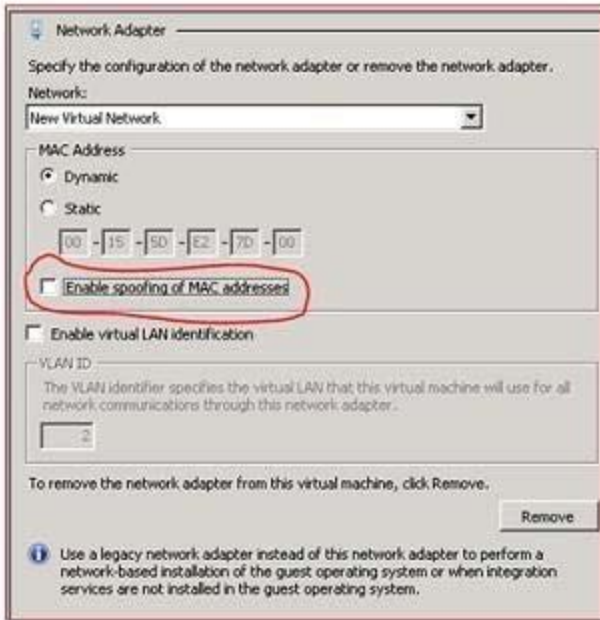 Network Adapter
Specify the configuration of the network adapter or remove the network adapter.
Network:
New Virtual Network
MAC Address
Dynamic
Static
00 - 15 - 5D - E2 - 7D - 00
Enable spoofing of MAC addresses
Enable virtual LAN identification
VLAN ID
The VLAN identifier specifies the virtual LAN that this virtual machine will use for all
network communications through this network adapter.
2
To remove the network adapter from this virtual machine, click Remove.
Remove
Use a legacy network adapter instead of this network adapter to perform a
network-based installation of the guest operating system or when integration
services are not installed in the guest operating system.